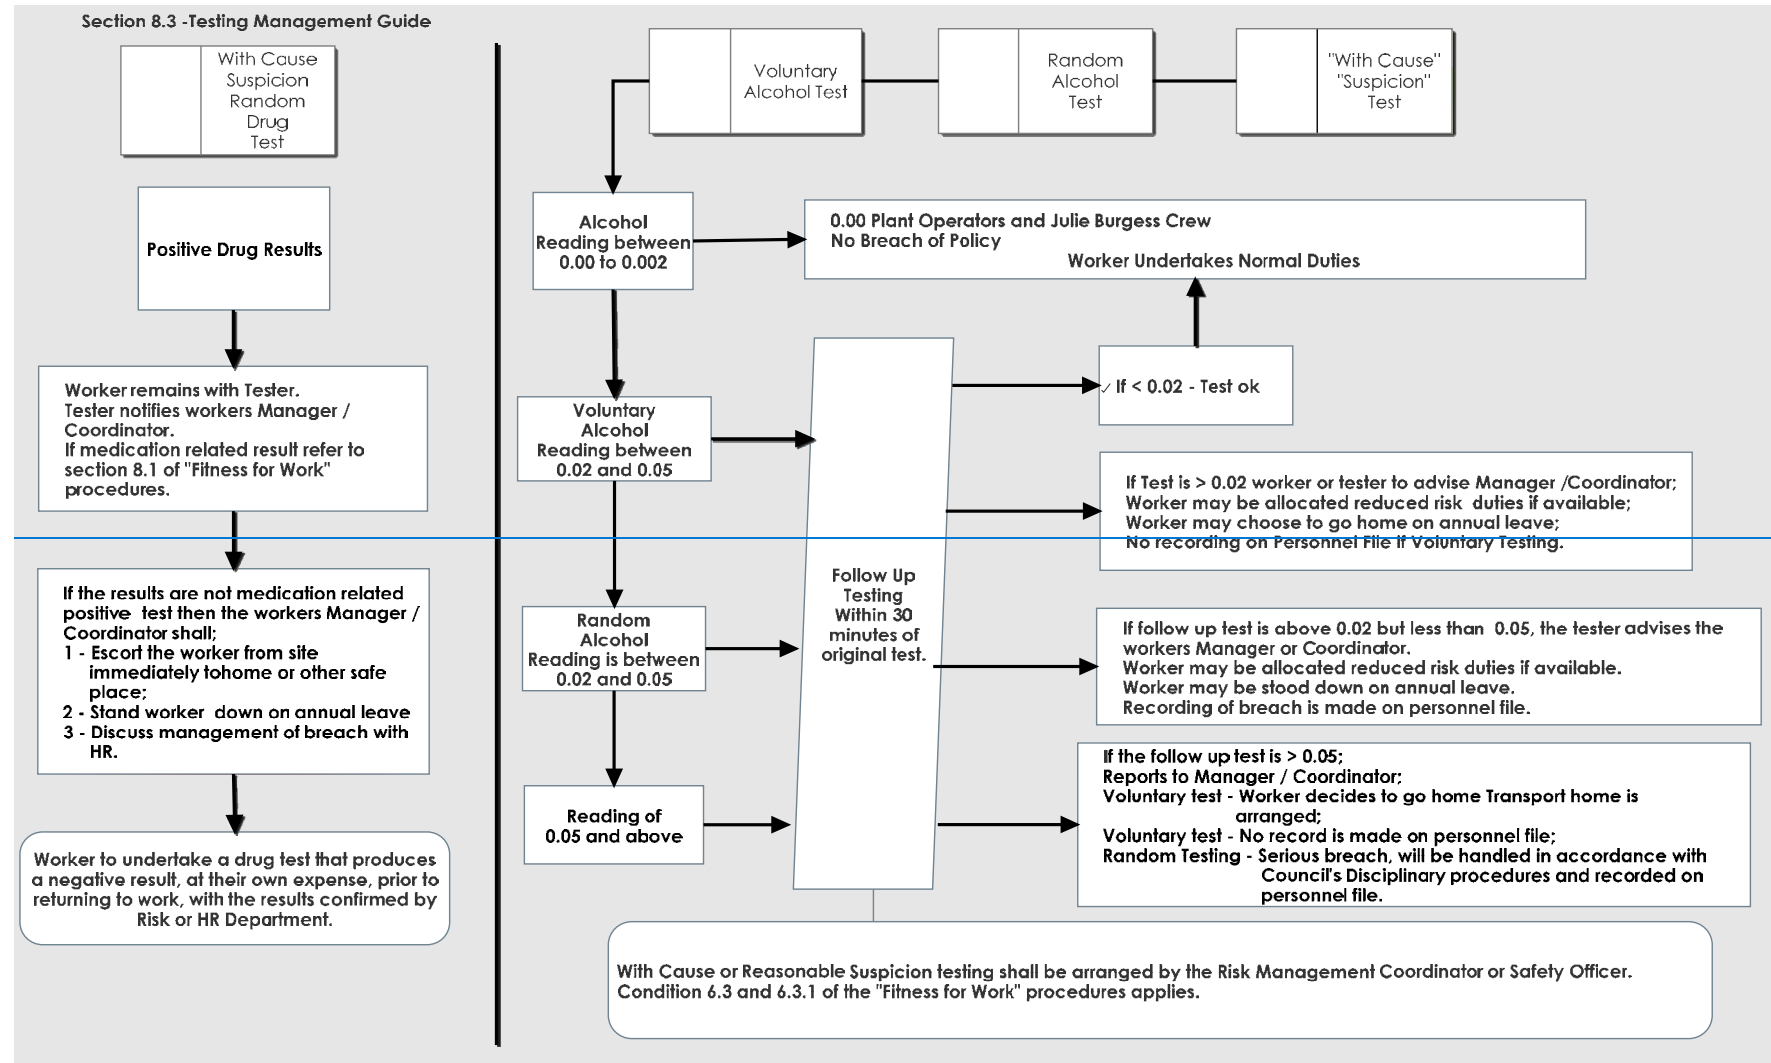 Section 8.3 -Testing Management Guide
With Cause
Suspicion
Random
Drug
Test
Positive Drug Results
Worker remains with Tester.
Tester notifies workers Manager /
Coordinator.
If medication related result refer to
section 8.1 of "Fitness for Work"
procedures.
If the results are not medication related
positive test then the workers Manager /
Coordinator shall;
1 - Escort the worker from site
immediately tohome or other safe
place;
2 - Stand worker down on annual leave
3 - Discuss management of breach with
HR.
Worker to undertake a drug test that produces
a negative result, at their own expense, prior to
returning to work, with the results confirmed by
Risk or HR Department.
Voluntary
Alcohol Test
Random
Alcohol
Test
"With Cause"
"Suspicion"
Test
Alcohol
Reading between
0.00 to 0.002
0.00 Plant Operators and Julie Burgess Crew
No Breach of Policy
Worker Undertakes Normal Duties
Voluntary
Alcohol
Reading between
0.02 and 0.05
Random
Alcohol
Reading is between
0.02 and 0.05
Reading of
0.05 and above
Follow Up
Testing
Within 30
minutes of
original test.
✓ If < 0.02 - Test ok
If Test is > 0.02 worker or tester to advise Manager /Coordinator;
Worker may be allocated reduced risk duties if available;
Worker may choose to go home on annual leave;
No recording on Personnel File if Voluntary Testing.
If follow up test is above 0.02 but less than 0.05, the tester advises the
workers Manager or Coordinator.
Worker may be allocated reduced risk duties if available.
Worker may be stood down on annual leave.
Recording of breach is made on personnel file.
If the follow up test is > 0.05;
Reports to Manager / Coordinator;
Voluntary test - Worker decides to go home Transport home is
arranged;
Voluntary test - No record is made on personnel file;
Random Testing - Serious breach, will be handled in accordance with
Council's Disciplinary procedures and recorded on
personnel file.
With Cause or Reasonable Suspicion testing shall be arranged by the Risk Management Coordinator or Safety Officer.
Condition 6.3 and 6.3.1 of the "Fitness for Work" procedures applies.